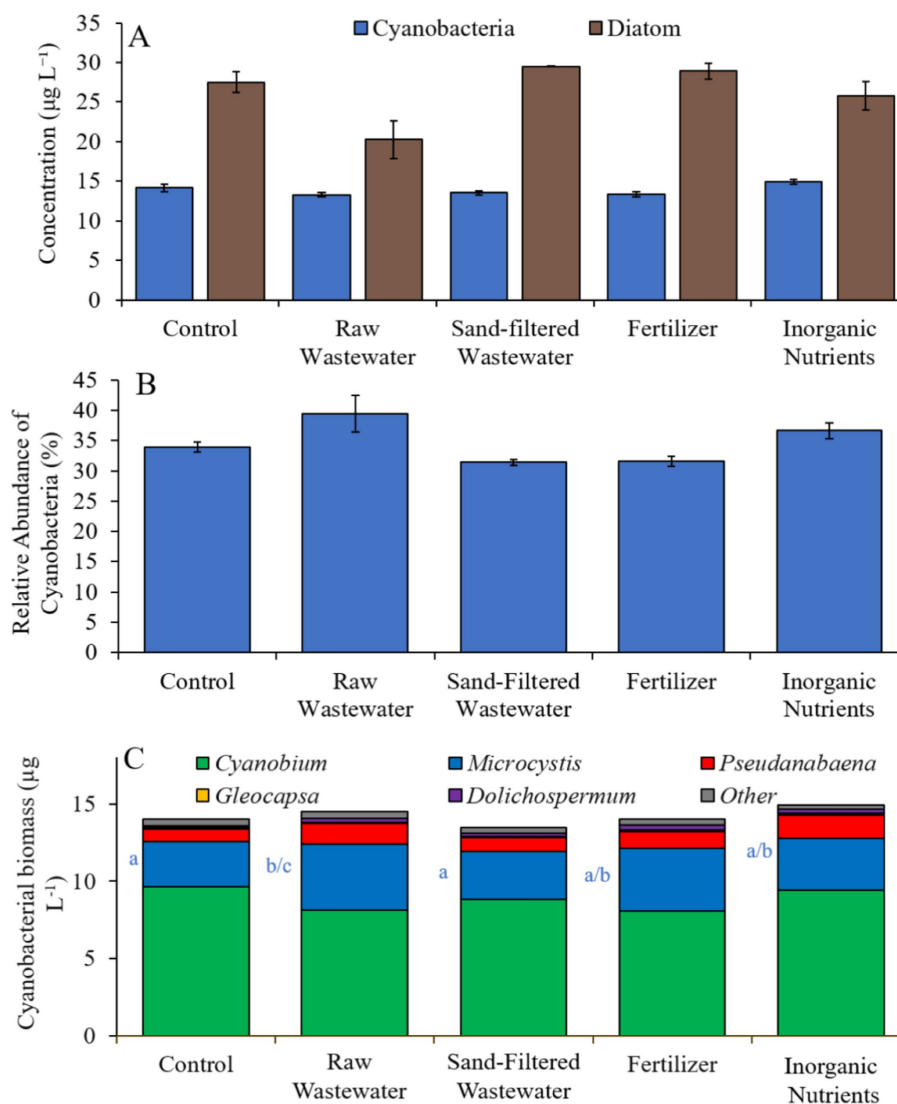 A
Cyanobacteria Diatom
Concentration (µg L⁻¹)
35
30
25
20
15
10
5
0
Control
Raw
Wastewater
Sand-filtered
Wastewater
Fertilizer
Inorganic
Nutrients
B
Relative Abundance of
Cyanobacteria (%)
45
40
35
30
25
20
15
10
5
0
Control
Raw
Wastewater
Sand-Filtered
Wastewater
Fertilizer
Inorganic
Nutrients
C
Cyanobium Microcystis Pseudanabaena
Gleocapsa Dolichospermum Other
Cyanobacterial biomass (µg
L⁻¹)
15
10
5
0
a
b/c
a
a/b
a/b
Control
Raw
Wastewater
Sand-Filtered
Wastewater
Fertilizer
Inorganic
Nutrients